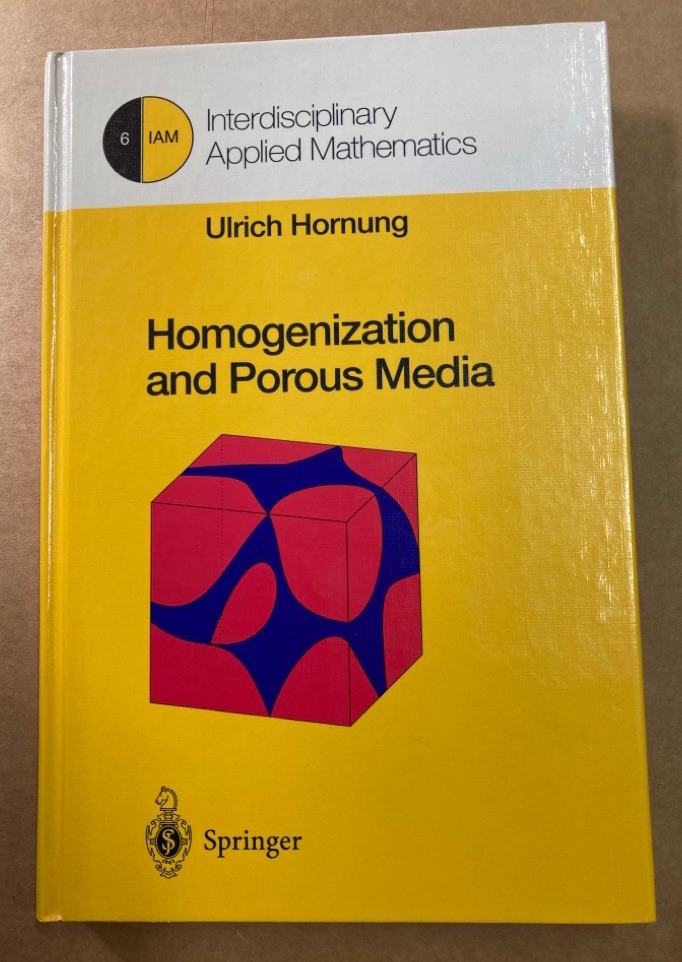 6 IAM
Interdisciplinary
Applied Mathematics
Ulrich Hornung
Homogenization
and Porous Media
Springer